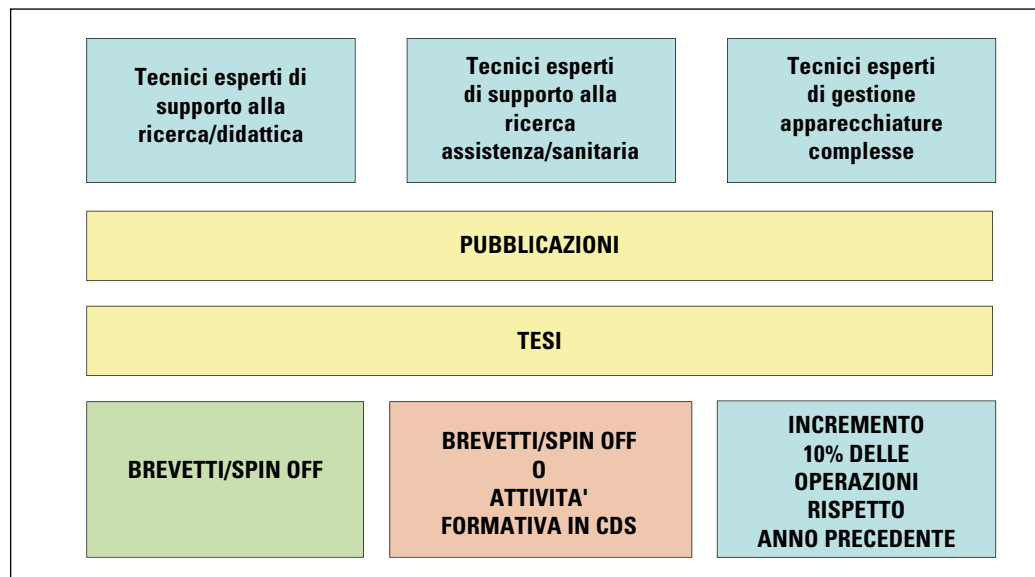 Tecnici esperti di
supporto alla
ricerca/didattica
Tecnici esperti
di supporto alla
ricerca
assistenza/sanitaria
Tecnici esperti
di gestione
apparecchiature
complesse
PUBBLICAZIONI
TESI
BREVETTI/SPIN OFF
BREVETTI/SPIN OFF
O
ATTIVITA'
FORMATIVA IN CDS
INCREMENTO
10% DELLE
OPERAZIONI
RISPETTO
ANNO PRECEDENTE